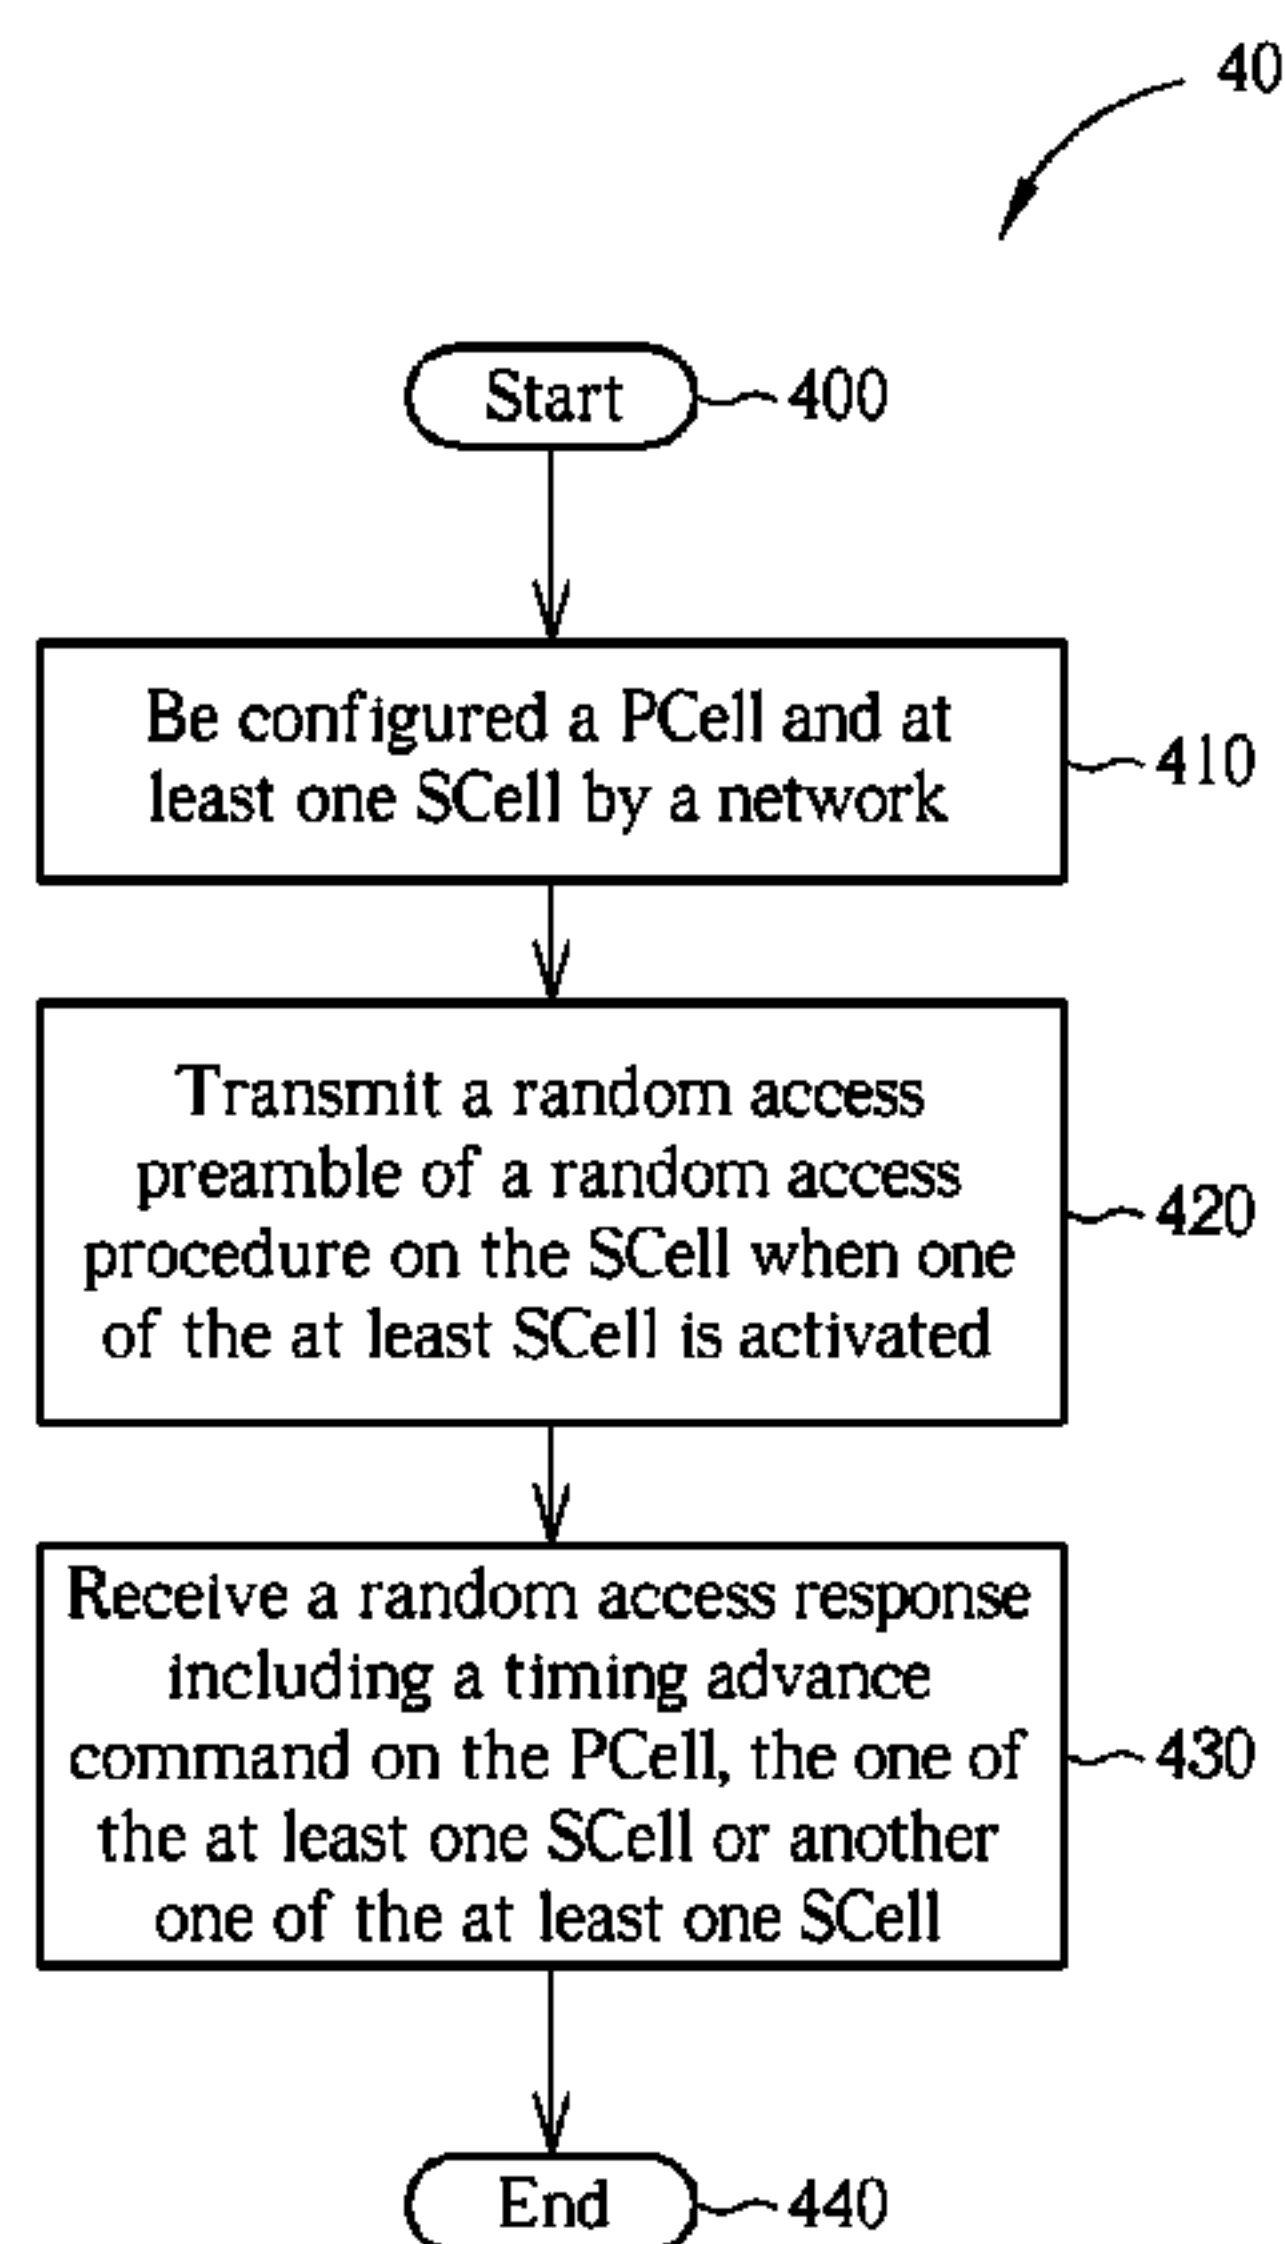 40
Start
400
Be configured a PCell and at
least one SCell by a network
410
Transmit a random access
preamble of a random access
procedure on the SCell when one
of the at least SCell is activated
420
Receive a random access response
including a timing advance
command on the PCell, the one of
the at least one SCell or another
one of the at least one SCell
430
End
440